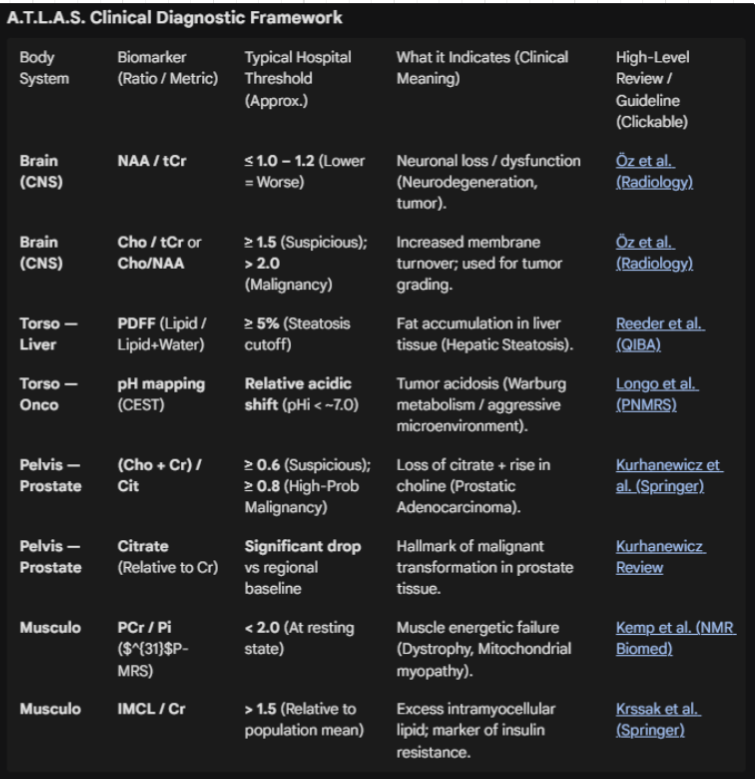 A.T.L.A.S. Clinical Diagnostic Framework
Body System
Biomarker (Ratio / Metric)
Typical Hospital Threshold (Approx.)
What it Indicates (Clinical Meaning)
High-Level Review / Guideline (Clickable)
Brain (CNS)
NAA / tCr
≤ 1.0 – 1.2 (Lower = Worse)
Neuronal loss / dysfunction (Neurodegeneration, tumor).
Öz et al. (Radiology)
Brain (CNS)
Cho / tCr or Cho/NAA
≥ 1.5 (Suspicious); > 2.0 (Malignancy)
Increased membrane turnover; used for tumor grading.
Öz et al. (Radiology)
Torso — Liver
PDFF (Lipid / Lipid+Water)
≥ 5% (Steatosis cutoff)
Fat accumulation in liver tissue (Hepatic Steatosis).
Reeder et al. (QIBA)
Torso — Onco
pH mapping (CEST)
Relative acidic shift (pHi < ~7.0)
Tumor acidosis (Warburg metabolism / aggressive microenvironment).
Longo et al. (PNMRS)
Pelvis — Prostate
(Cho + Cr) / Cit
≥ 0.6 (Suspicious); ≥ 0.8 (High-Prob Malignancy)
Loss of citrate + rise in choline (Prostatic Adenocarcinoma).
Kurhanewicz et al. (Springer)
Pelvis — Prostate
Citrate (Relative to Cr)
Significant drop vs regional baseline
Hallmark of malignant transformation in prostate tissue.
Kurhanewicz Review
Musculo
PCr / Pi ($^{31}$P-MRS)
< 2.0 (At resting state)
Muscle energetic failure (Dystrophy, Mitochondrial myopathy).
Kemp et al. (NMR Biomed)
Musculo
IMCL / Cr
> 1.5 (Relative to population mean)
Excess intramyocellular lipid; marker of insulin resistance.
Krssak et al. (Springer)